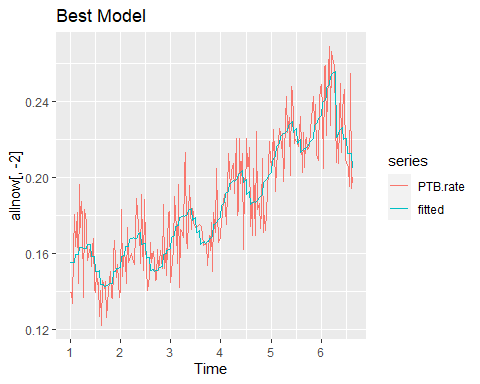 Best Model
allnow[, -2]
0.24
0.20
0.16
0.12
1 2 3 4 5 6
Time
series
PTB.rate
fitted